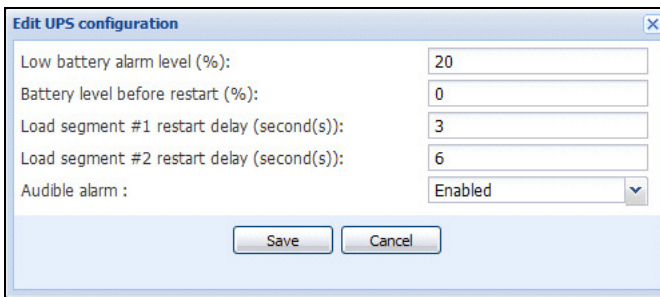 Edit UPS configuration
Low battery alarm level (%): 20
Battery level before restart (%): 0
Load segment #1 restart delay (second(s)): 3
Load segment #2 restart delay (second(s)): 6
Audible alarm : Enabled
Save Cancel